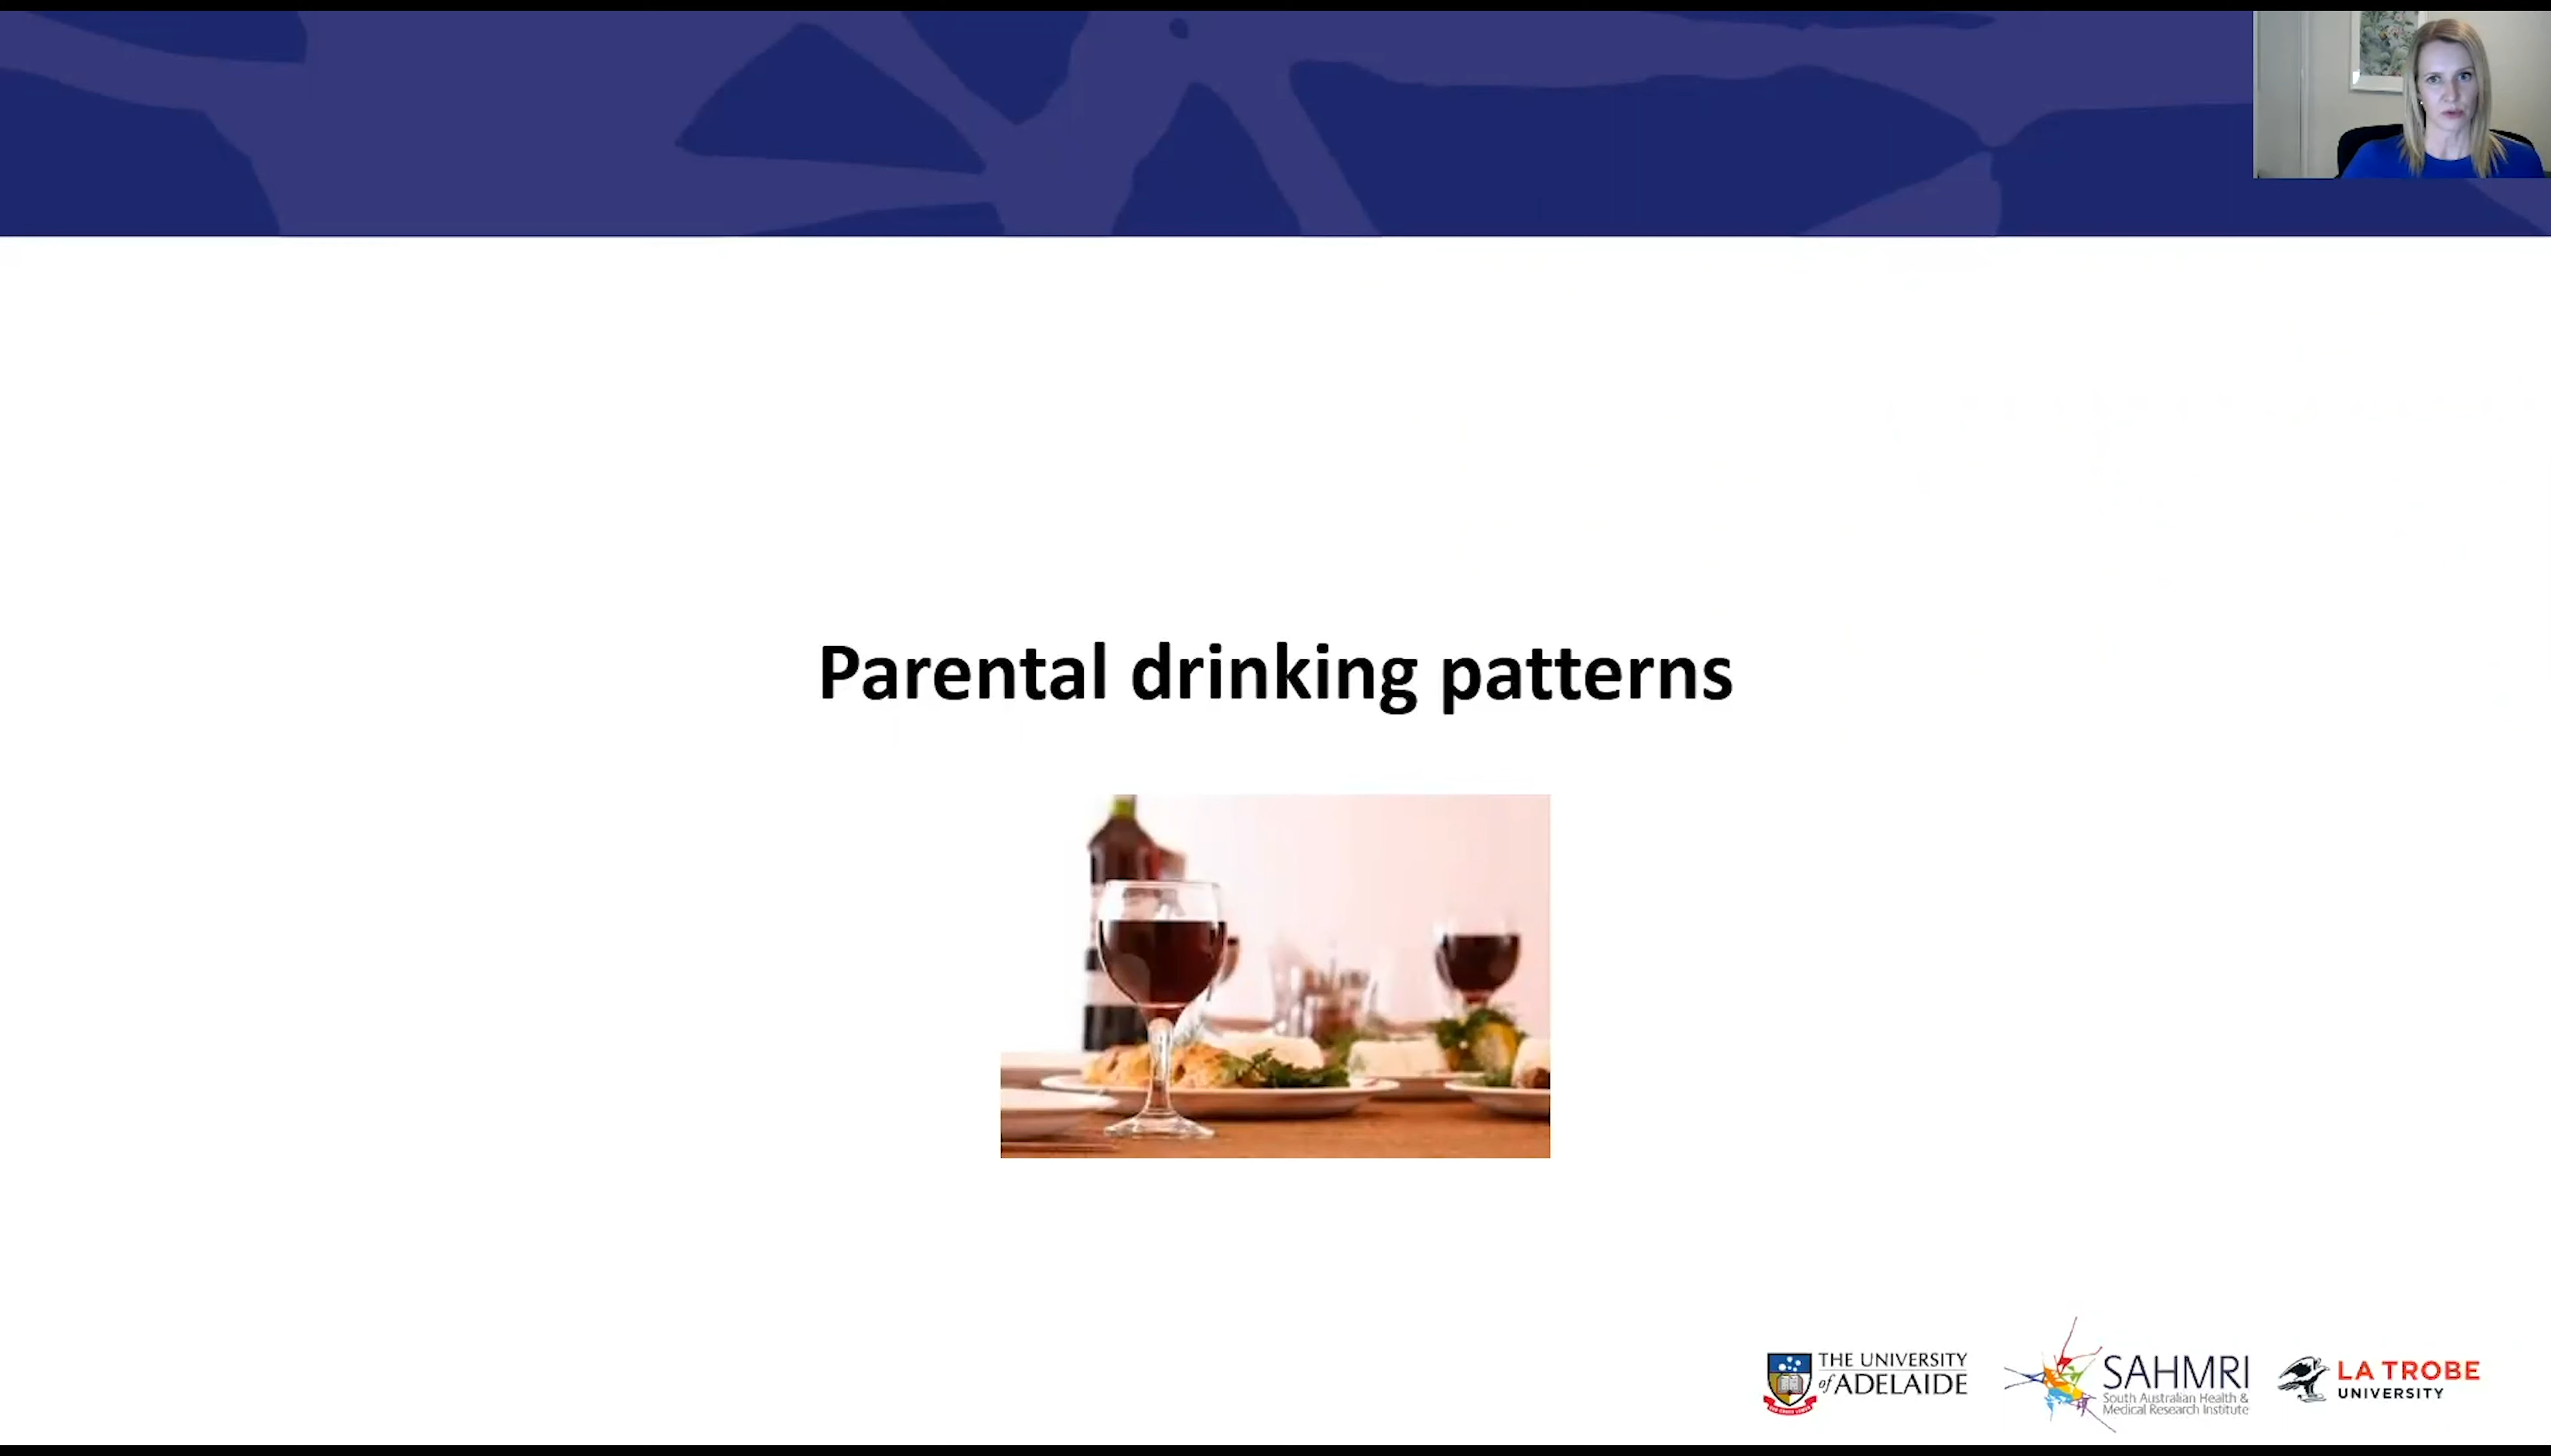 Parental drinking patterns
THE UNIVERSITY
of ADELAIDE
SAHMRI
South Australian Health &
Medical Research Institute
LA TROBE
UNIVERSITY